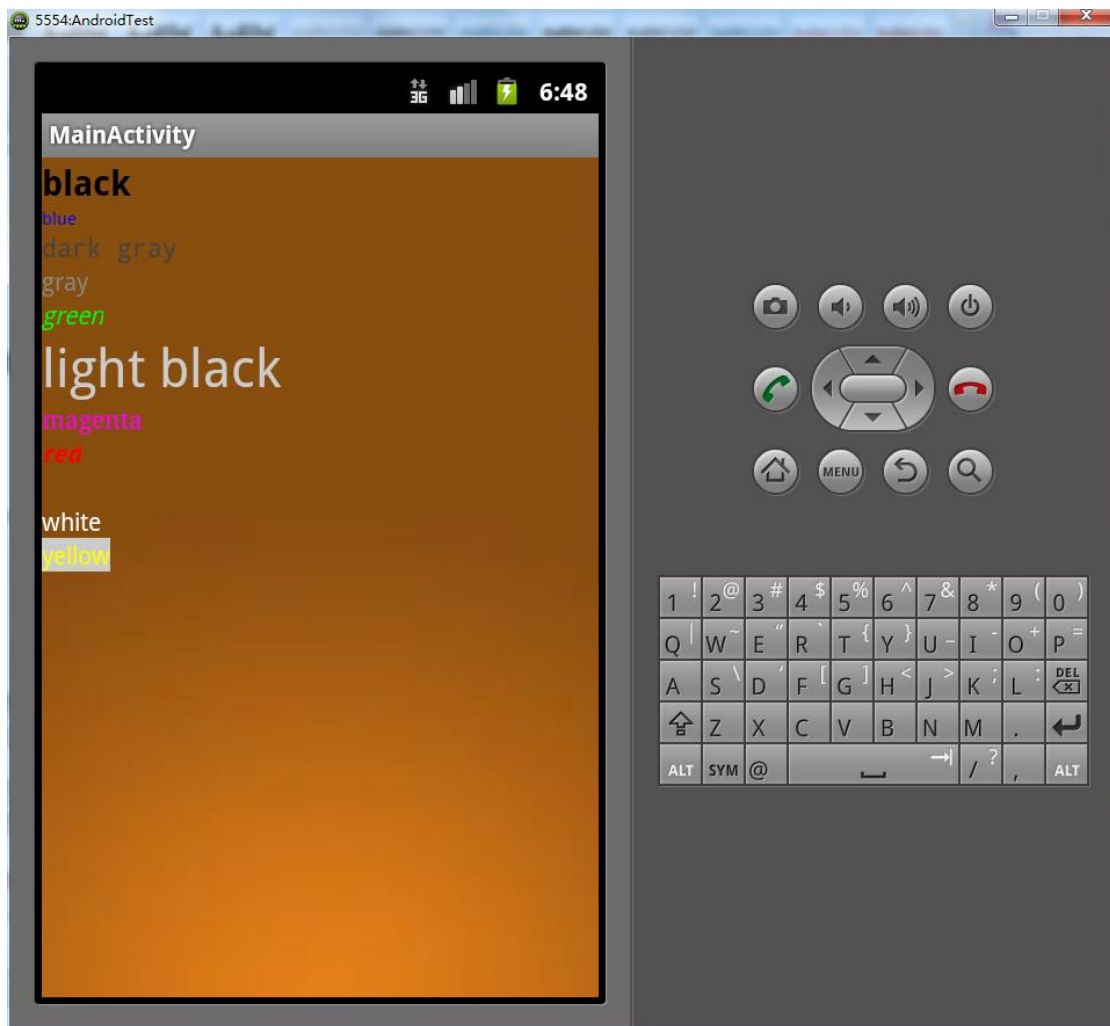 5554:AndroidTest
3G 6:48
MainActivity
black
blue
dark gray
gray
green
light black
magenta
red
white
yellow
MENU
1 ! 2 @ 3 # 4 $ 5 % 6 ^ 7 & 8 * 9 ( 0 )
Q | W ~ E " R ` T { Y } U _ I - O + P =
A S \ D ' F [ G ] H < J > K ; L : DEL
Z X C V B N M .
ALT SYM @ / ? , ALT